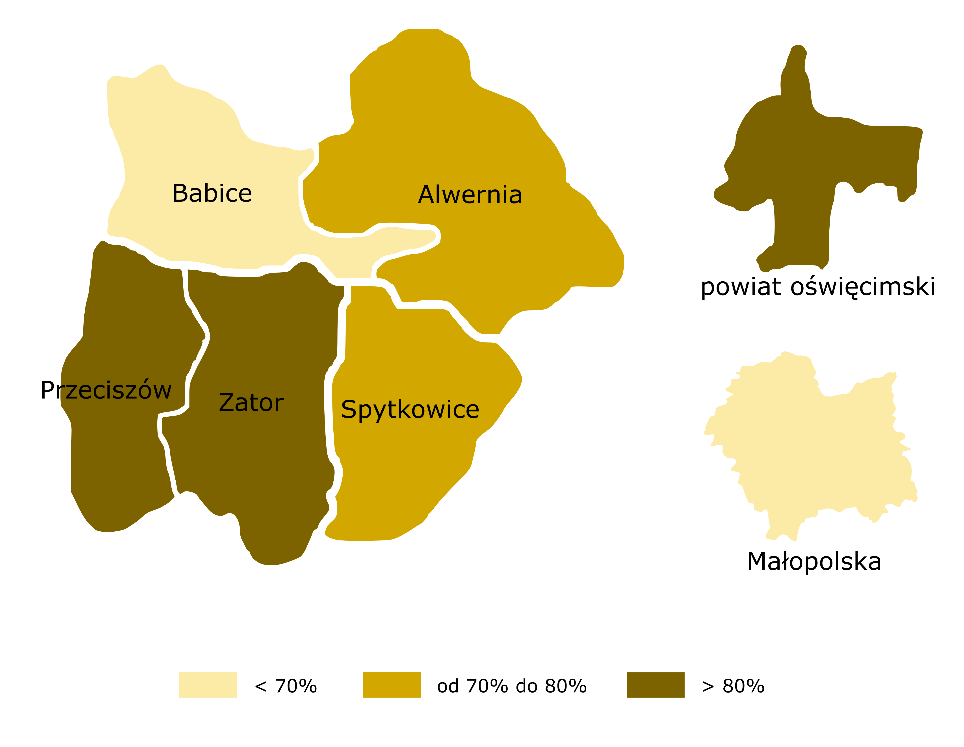 Babice
Alwernia
powiat oświęcimski
Przeciszów
Zator
Spytkowice
Małopolska
< 70%
od 70% do 80%
> 80%